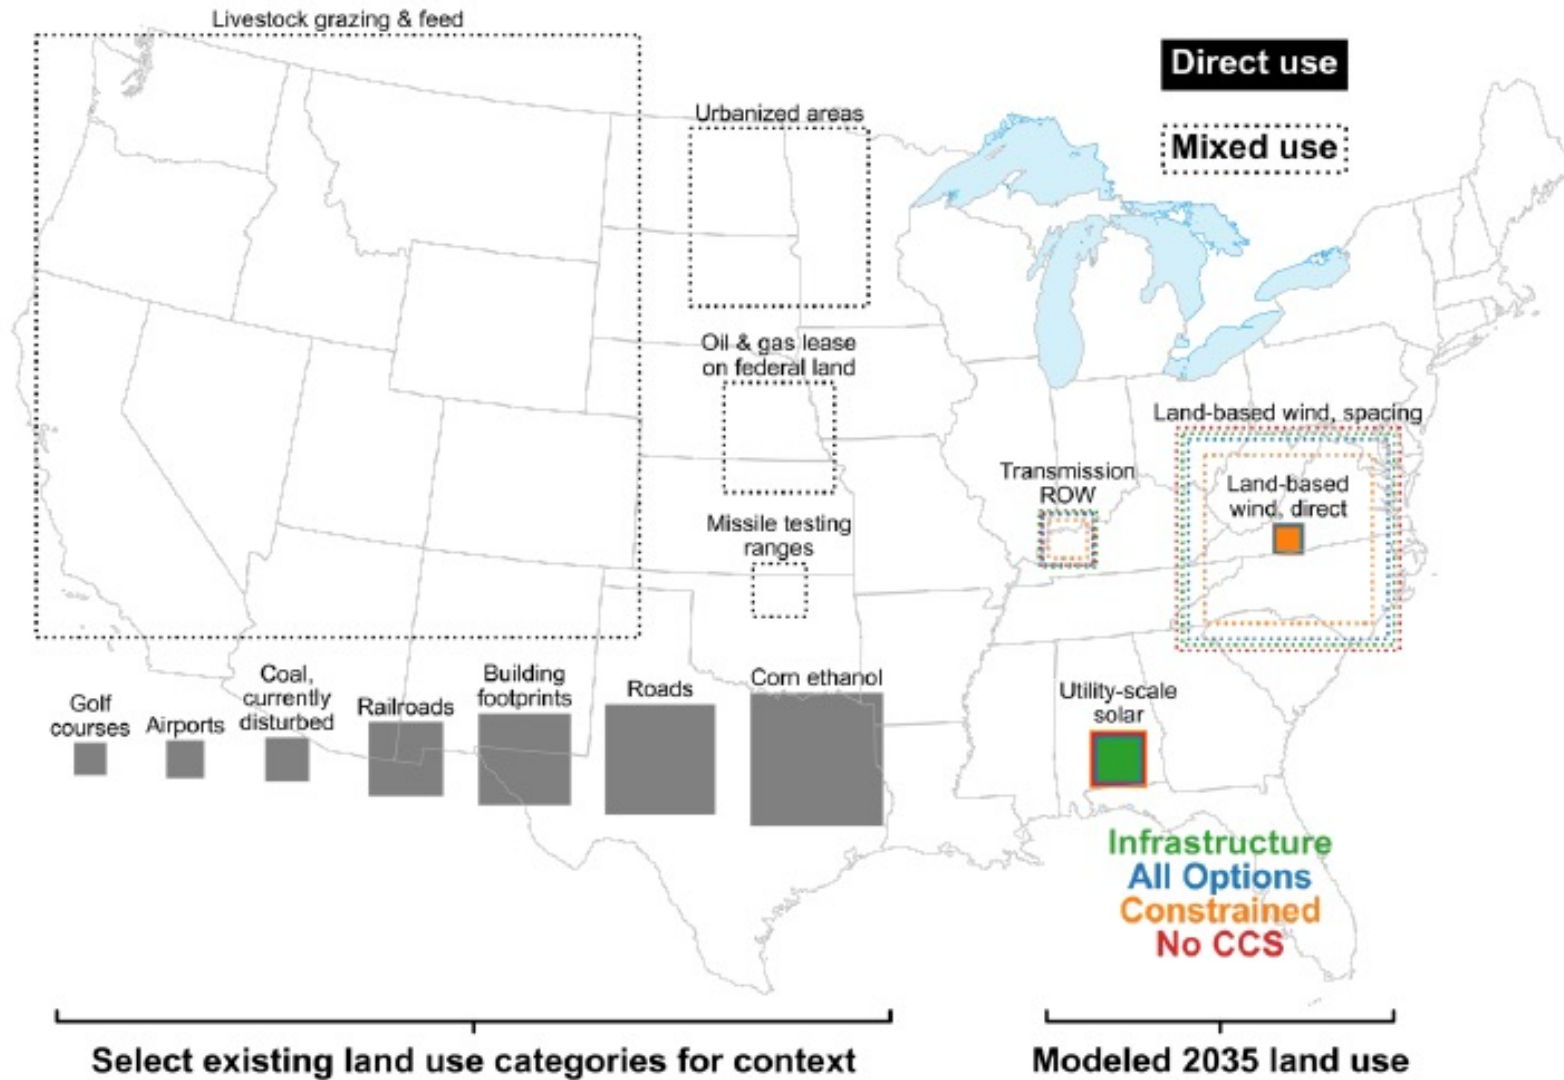 Livestock grazing & feed
Direct use
Urbanized areas
Mixed use
Oil & gas lease
on federal land
Land-based wind, spacing
Transmission
ROW
Land-based
wind, direct
Missile testing
ranges
Golf
courses
Airports
Coal,
currently
disturbed
Railroads
Building
footprints
Roads
Corn ethanol
Utility-scale
solar
Infrastructure
All Options
Constrained
No CCS
Select existing land use categories for context
Modeled 2035 land use